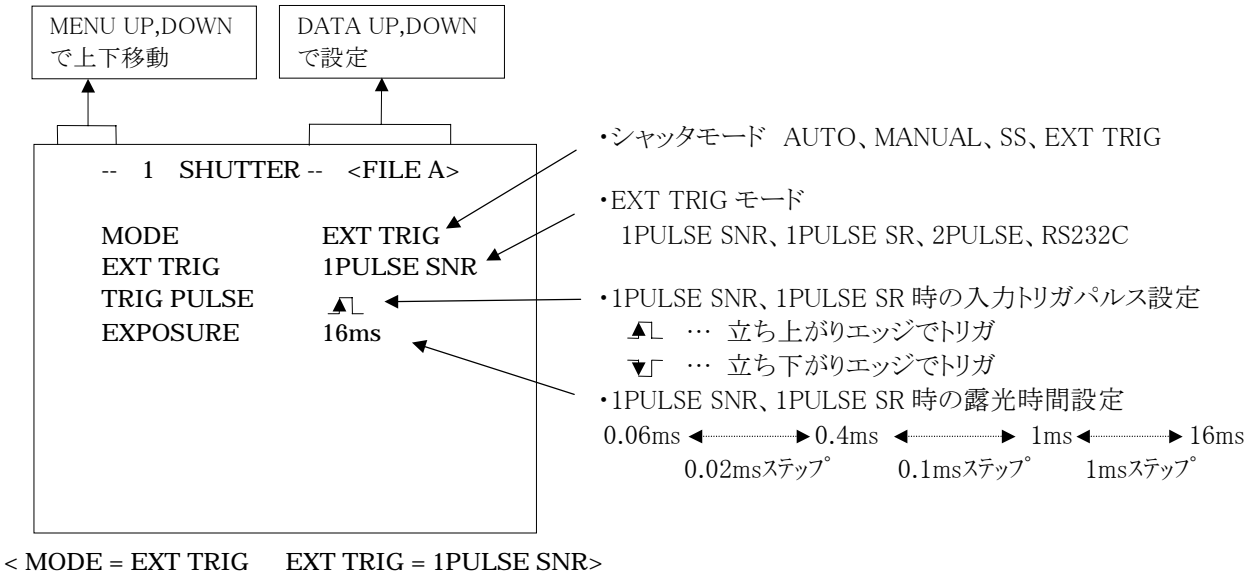 MENU UP,DOWN
で上下移動
DATA UP,DOWN
で設定
-- 1 SHUTTER -- <FILE A>
MODE EXT TRIG
EXT TRIG 1PULSE SNR
TRIG PULSE
EXPOSURE 16ms
・シャッタモード AUTO、MANUAL、SS、EXT TRIG
・EXT TRIG モード
1PULSE SNR、1PULSE SR、2PULSE、RS232C
・1PULSE SNR、1PULSE SR 時の入力トリガパルス設定
… 立ち上がりエッジでトリガ
… 立ち下がりエッジでトリガ
・1PULSE SNR、1PULSE SR 時の露光時間設定
0.06ms 0.4ms 1ms 16ms
0.02msステップ 0.1msステップ 1msステップ
< MODE = EXT TRIG EXT TRIG = 1PULSE SNR>